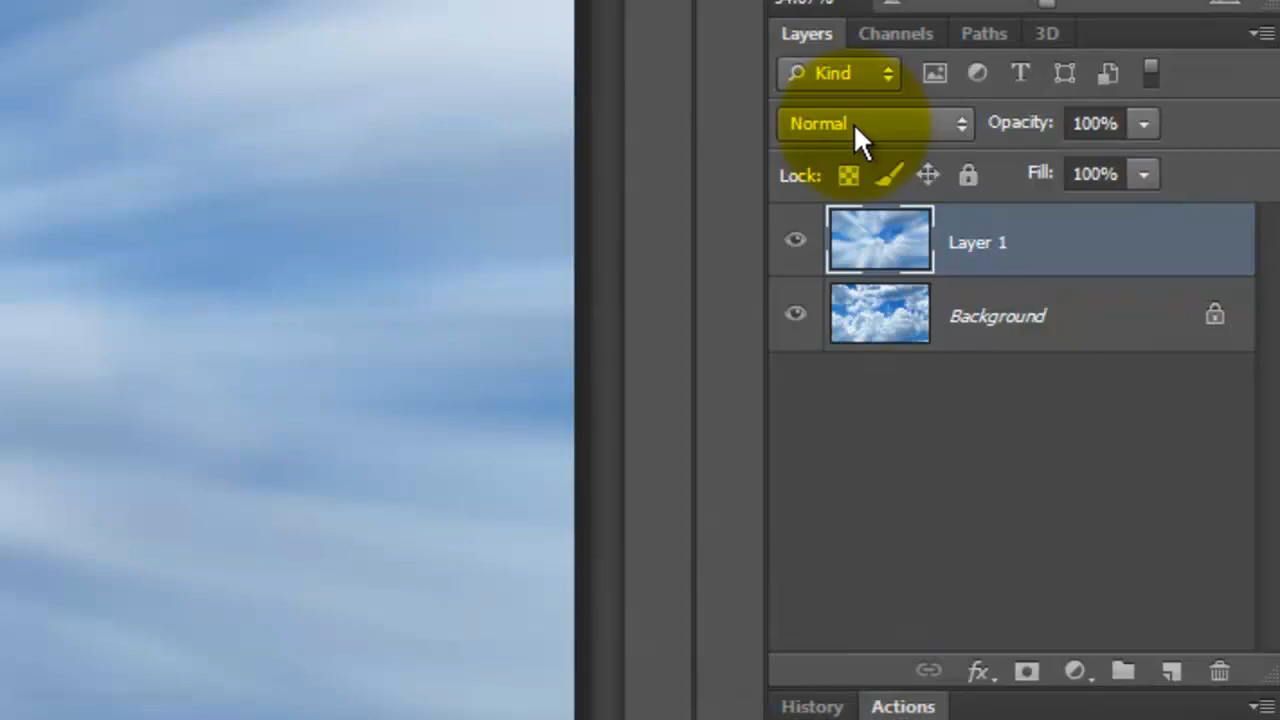 Layers Channels Paths 3D
Kind
Normal Opacity: 100%
Lock: Fill: 100%
Layer 1
Background
History Actions